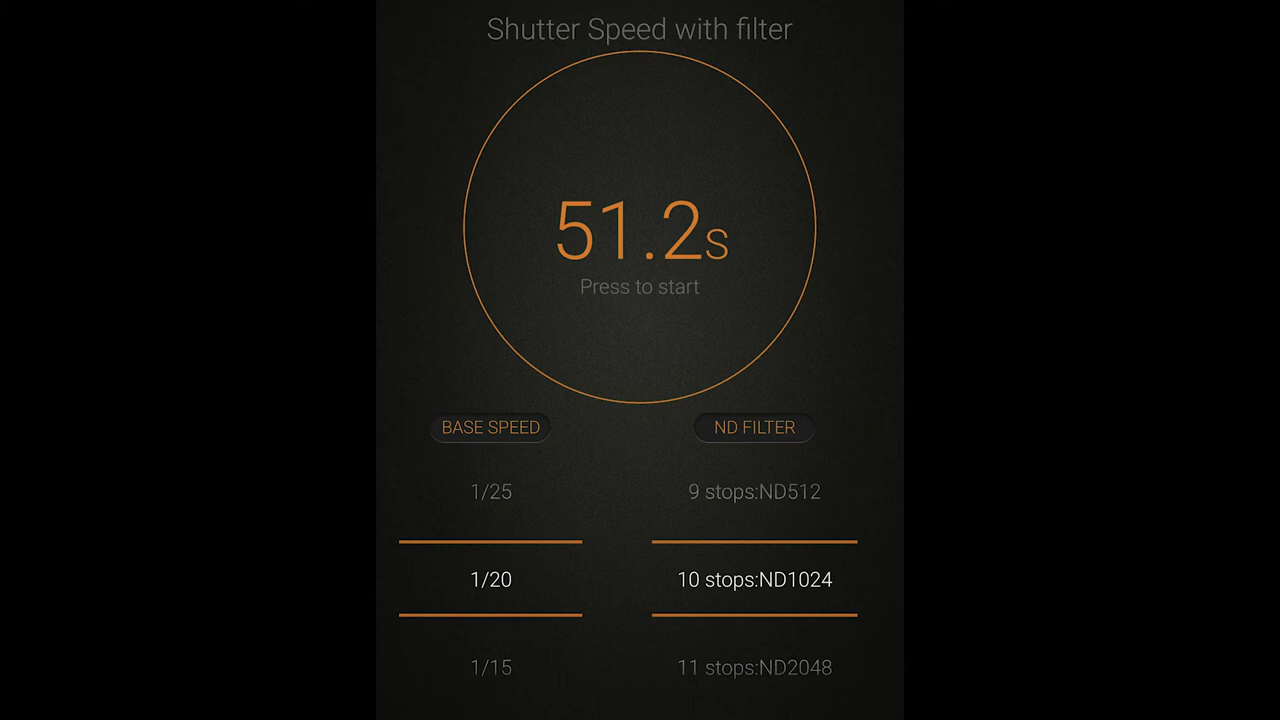 Shutter Speed with filter
51.2s
Press to start
BASE SPEED
ND FILTER
1/25
9 stops:ND512
1/20
10 stops:ND1024
1/15
11 stops:ND2048